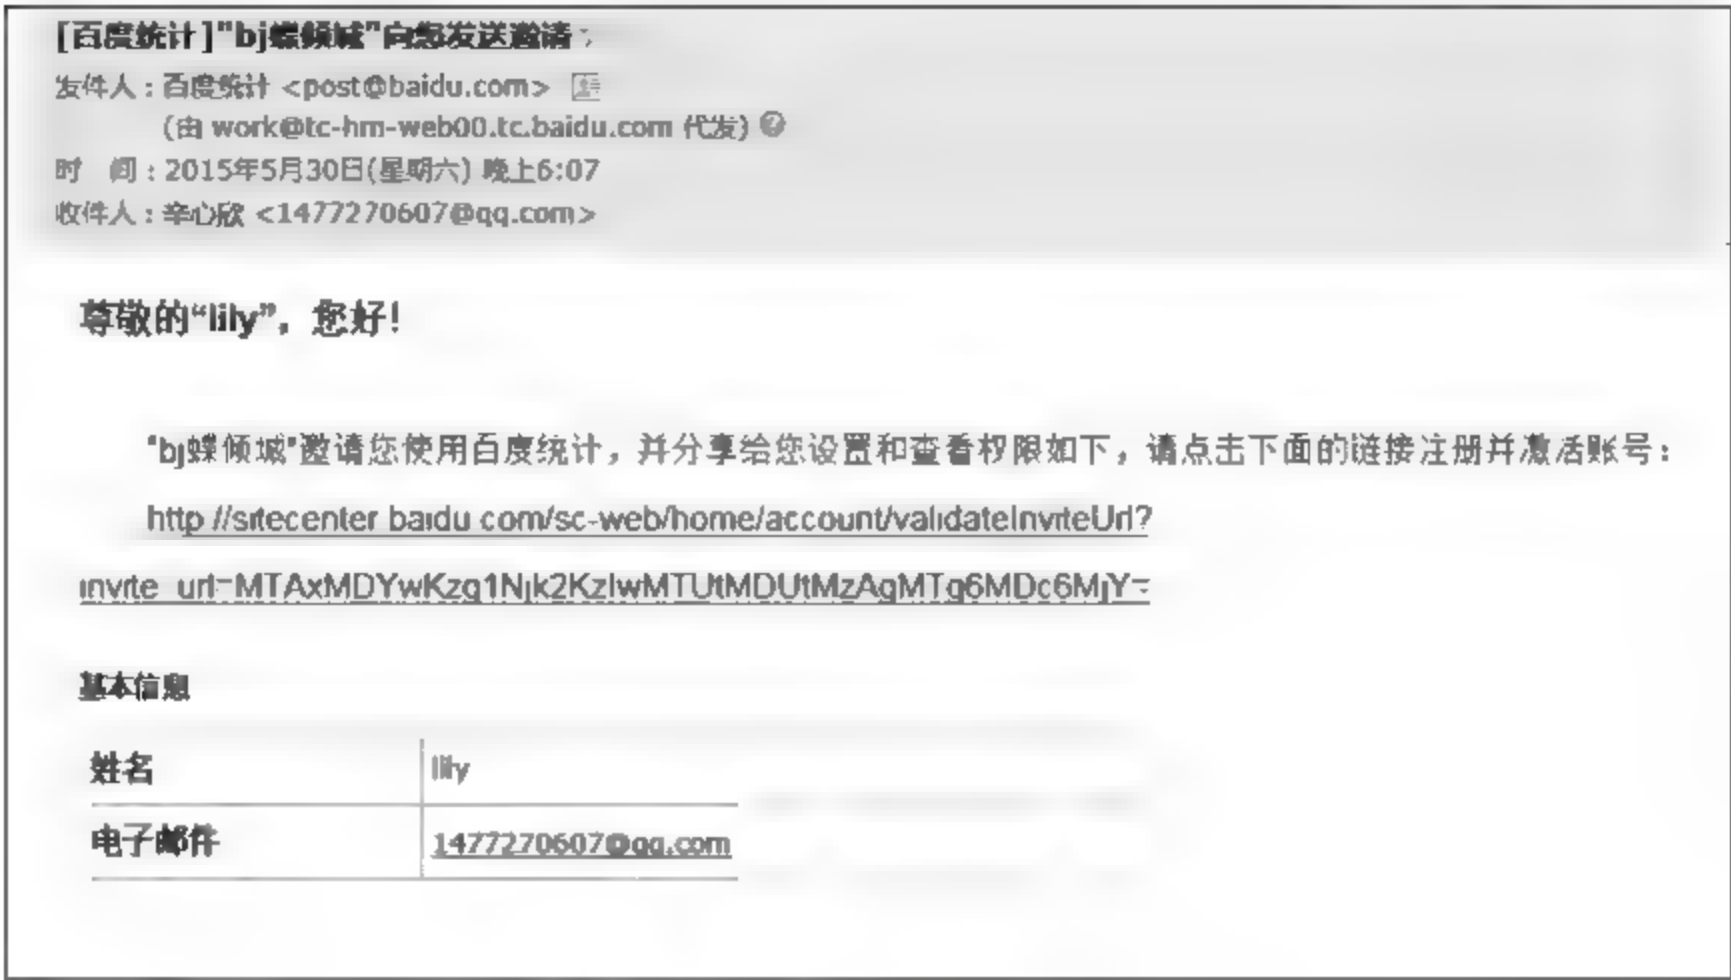 [百度统计]"bj蝶倾城"向您发送邀请
发件人：百度统计 <post@baidu.com>
(由 work@tc-hm-web00.tc.baidu.com 代发)
时 间：2015年5月30日(星期六) 晚上6:07
收件人：辛心欣 <1477270607@qq.com>
尊敬的“lily”，您好！
"bj蝶倾城"邀请您使用百度统计，并分享给您设置和查看权限如下，请点击下面的链接注册并激活账号：
http://sitecenter.baidu.com/sc-web/home/account/validateInviteUrl?
invite_url=MTAxMDYwKzg1Njk2KzIwMTUtMDUtMzAgMTg6MDc6MjY=
基本信息
姓名 lily
电子邮件 1477270607@qq.com